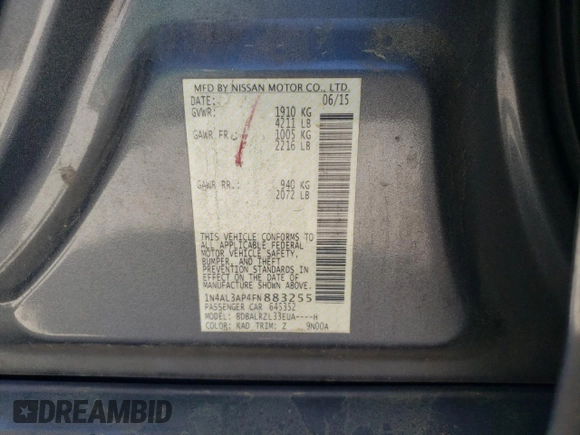 MFD BY NISSAN MOTOR CO., LTD.
DATE: 06/15
GVWR: 1910 KG
4211 LB
GAWR FR 1005 KG
2216 LB
GAWR RR.: 940 KG
2072 LB
THIS VEHICLE CONFORMS TO
ALL APPLICABLE FEDERAL
MOTOR VEHICLE SAFETY,
BUMPER, AND THEFT
PREVENTION STANDARDS IN
EFFECT ON THE DATE OF
MANUFACTURE SHOWN ABOVE.
1N4AL3AP4FN883255
PASSENGER CAR 645352
MODEL: BDBALRZL33EUA----H
COLOR: KAD TRIM: Z 9N00A
DREAMBID